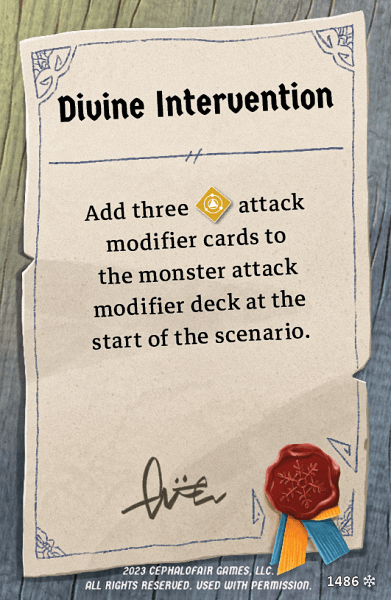 Divine Intervention
Add three attack
modifier cards to
the monster attack
modifier deck at the
start of the scenario.
2023 CEPHALOFAIR GAMES, LLC.
ALL RIGHTS RESERVED. USED WITH PERMISSION.
1486